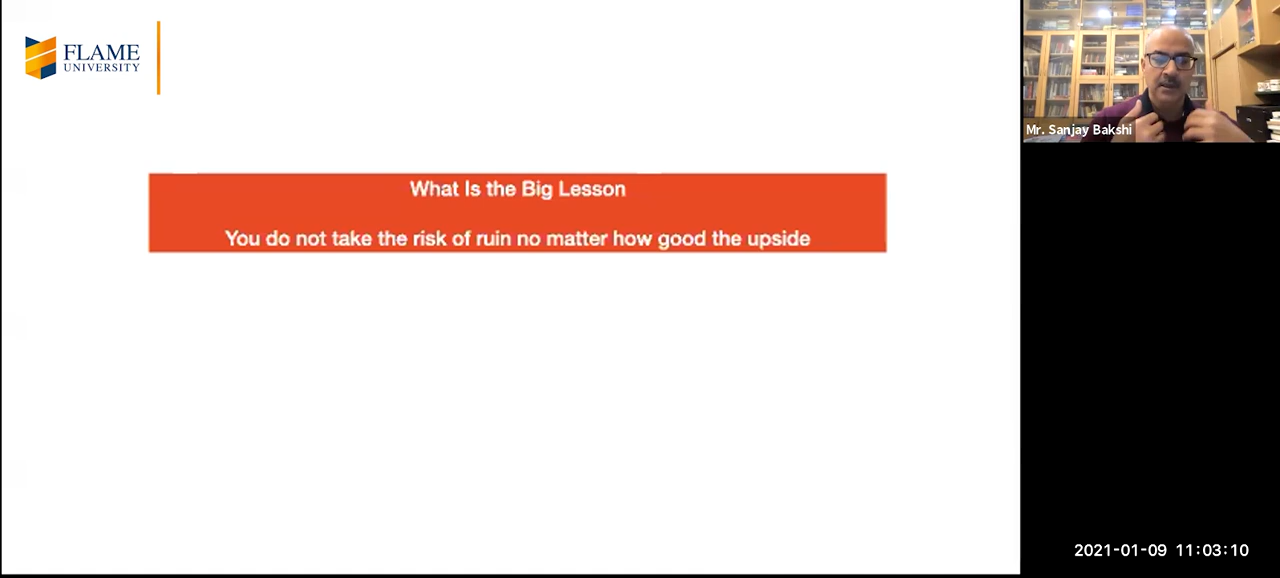 FLAME
UNIVERSITY
What Is the Big Lesson
You do not take the risk of ruin no matter how good the upside
Mr. Sanjay Bakshi
2021-01-09 11:03:10